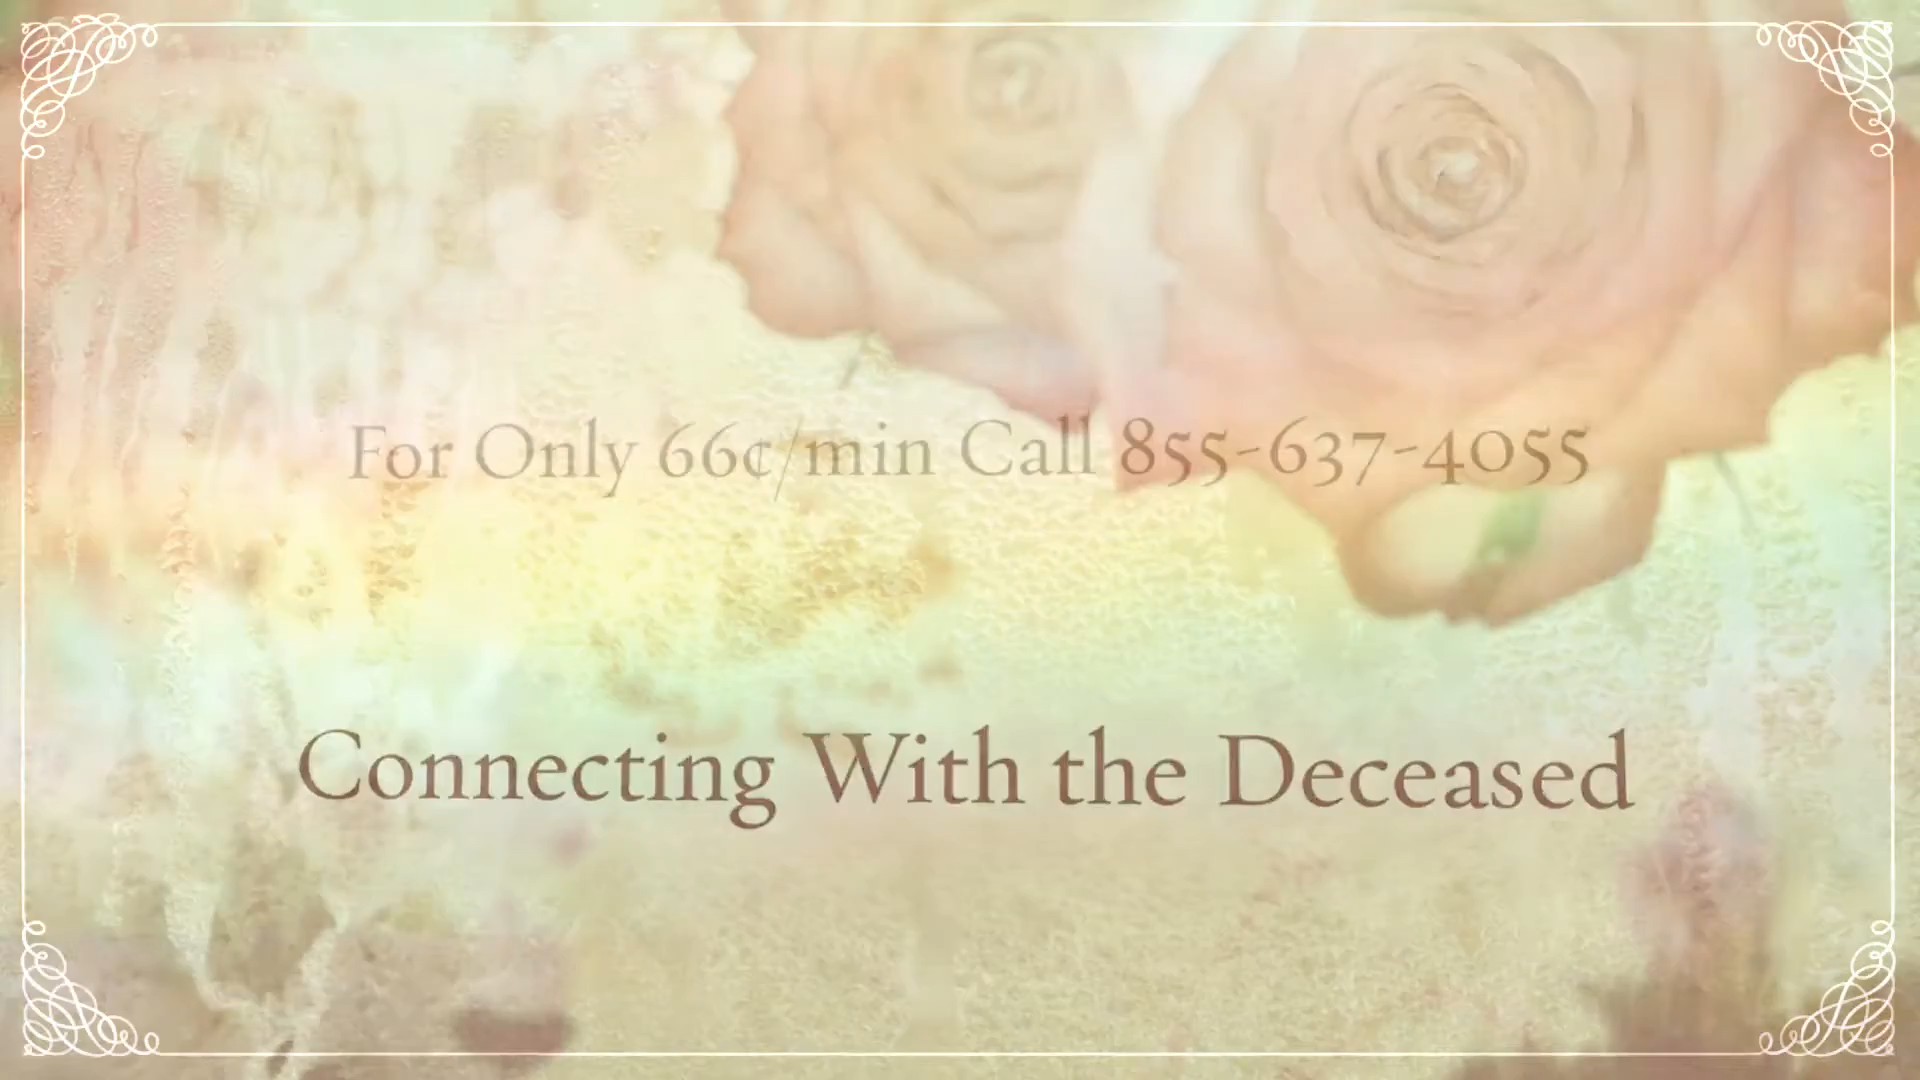 For Only 66¢/min Call 855-637-4055
Connecting With the Deceased